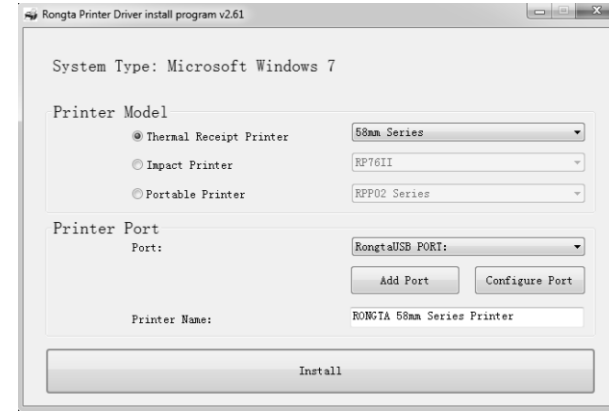 Rongta Printer Driver install program v2.61
System Type: Microsoft Windows 7
Printer Model
Thermal Receipt Printer 58mm Series
Impact Printer RP76II
Portable Printer RPP02 Series
Printer Port
Port: RongtaUSB PORT:
Add Port Configure Port
Printer Name: RONGTA 58mm Series Printer
Install